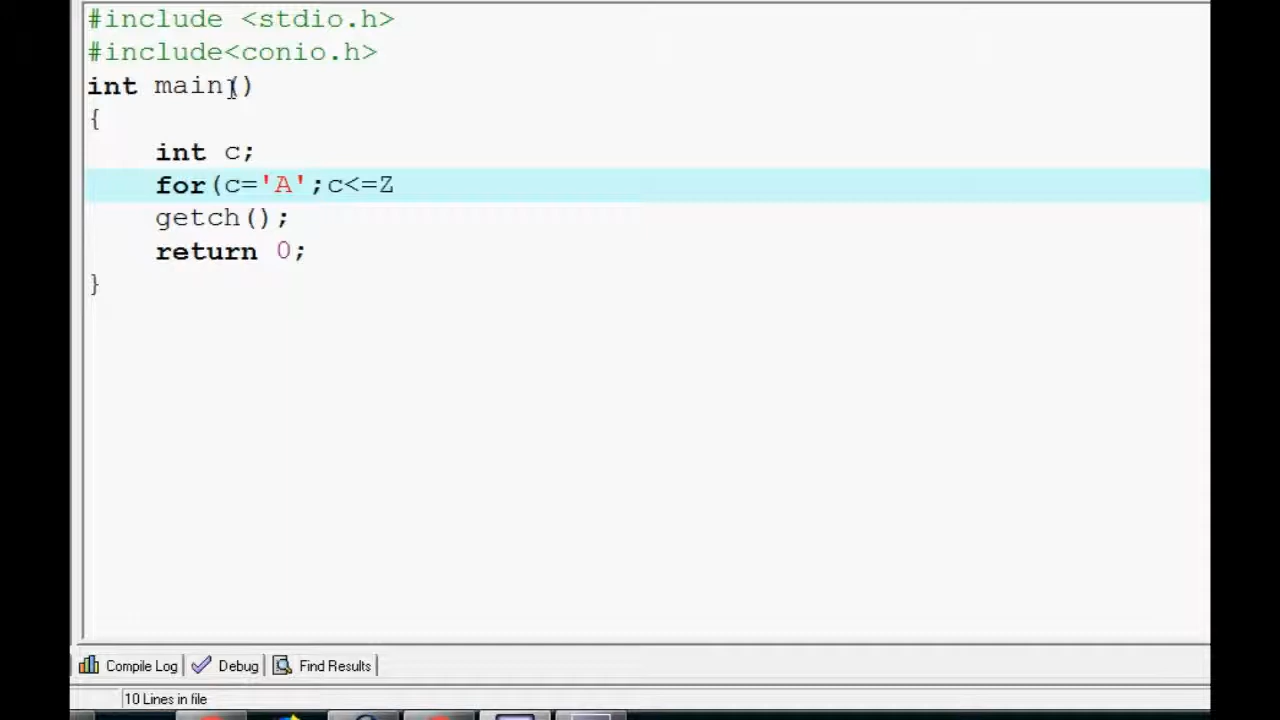 #include <stdio.h>
#include<conio.h>
int main()
{
int c;
for(c='A';c<=Z
getch();
return 0;
}
Compile Log Debug Find Results
10 Lines in file